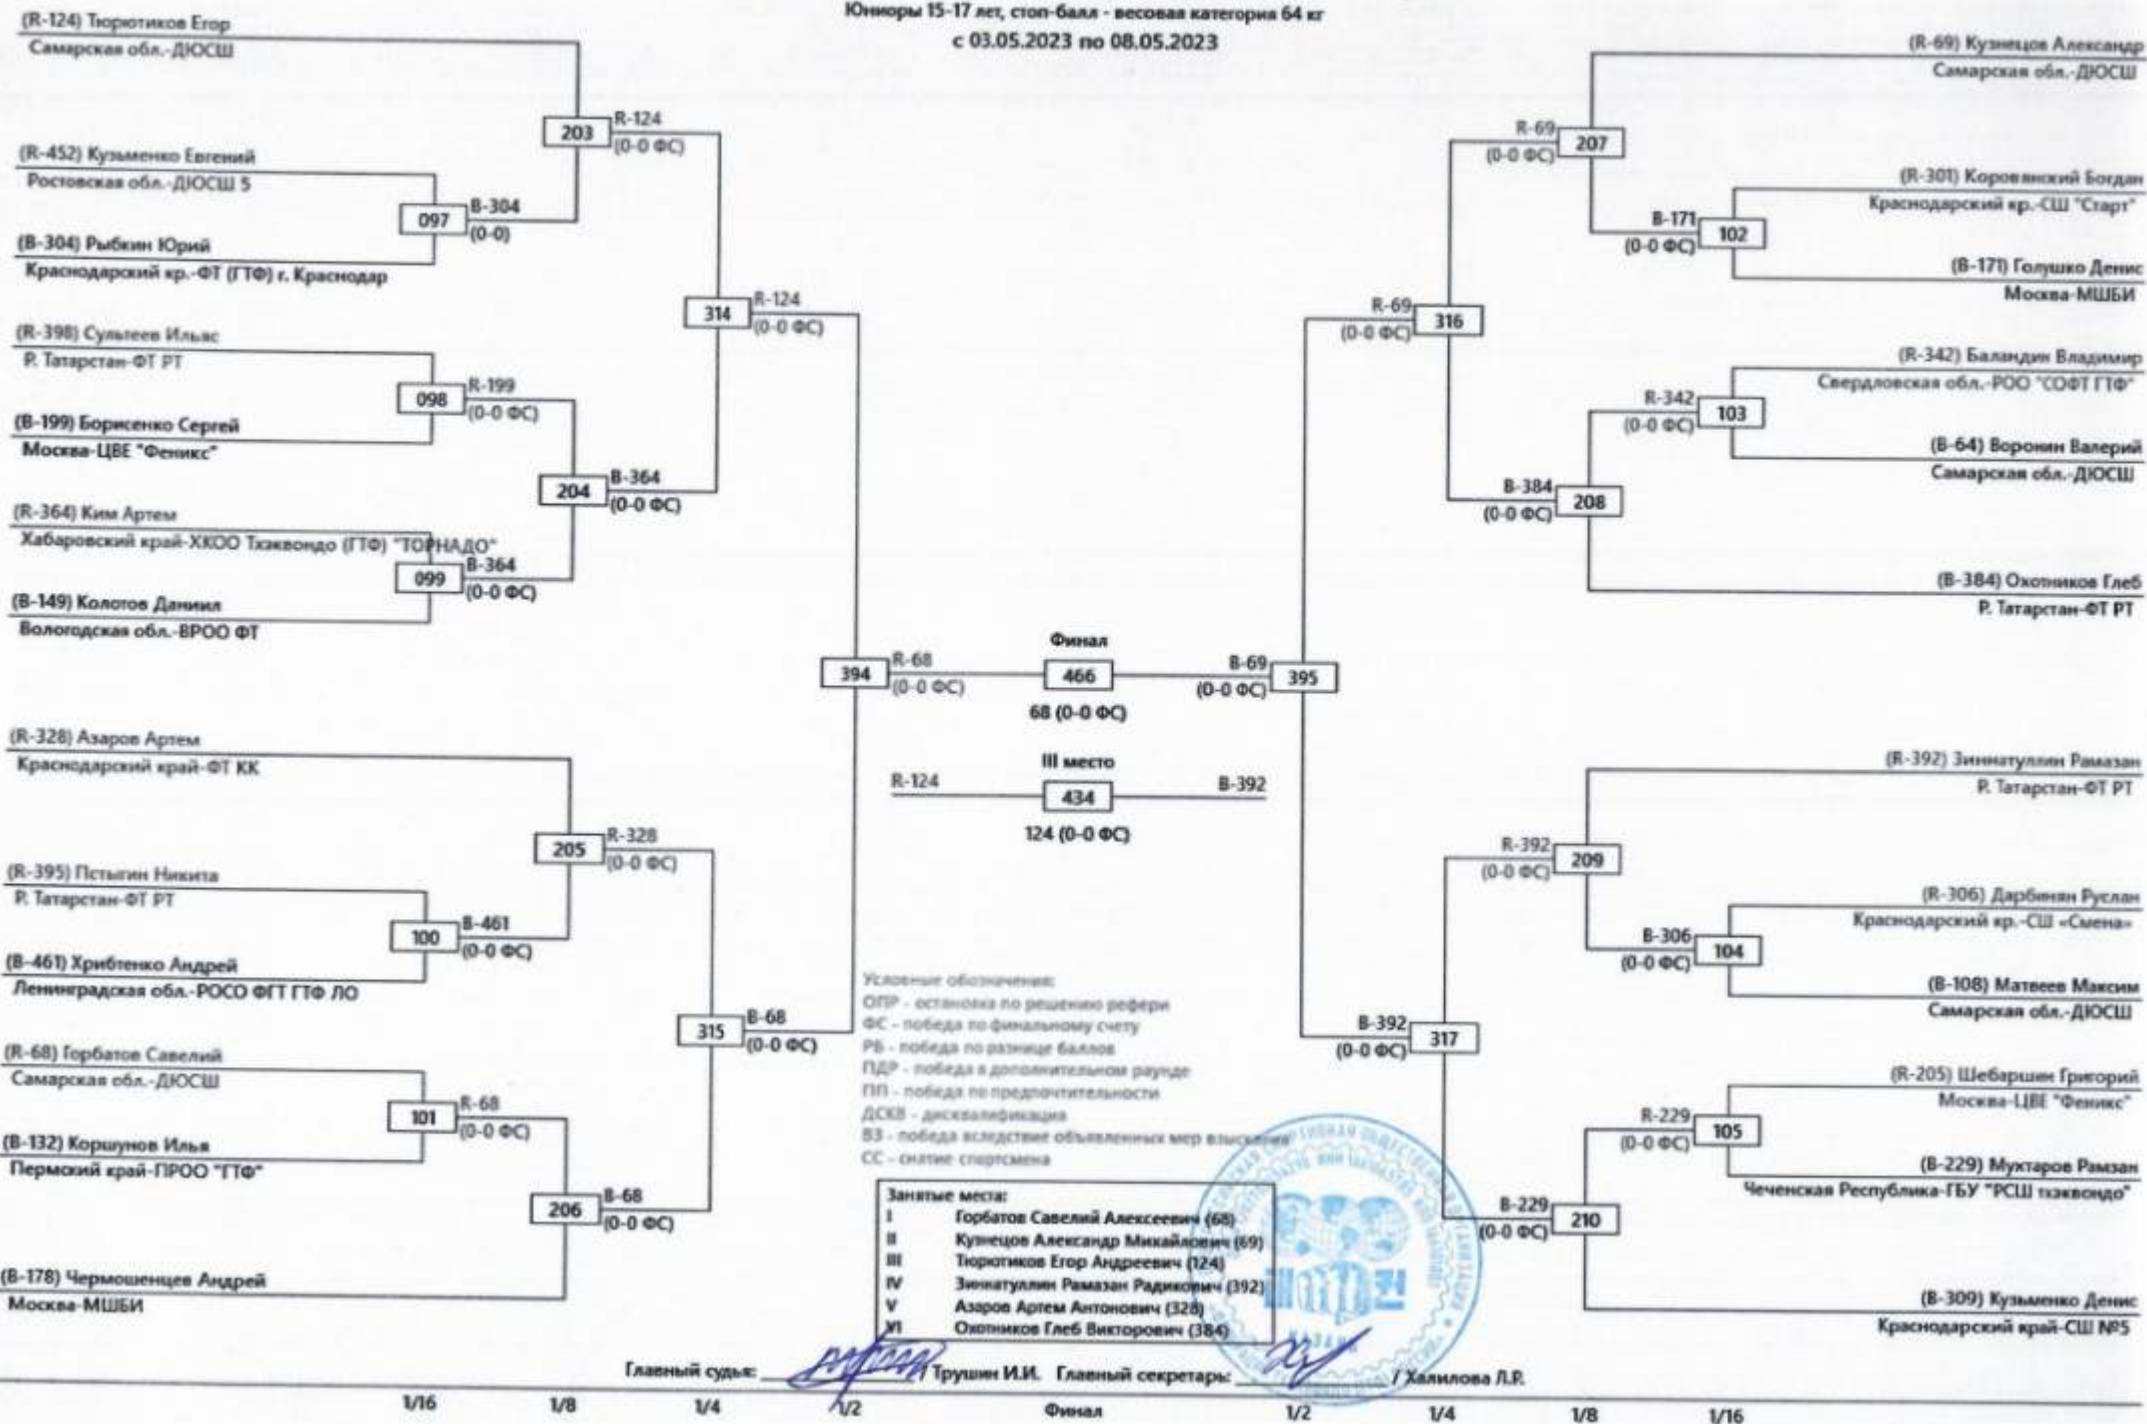 Юниоры 15-17 лет, стоп-балл - весовая категория 64 кг
с 03.05.2023 по 08.05.2023
(R-124) Тюрютиков Егор
Самарская обл.-ДЮСШ
203
R-124
(0-0 ФС)
(R-452) Кузьменко Евгений
Ростовская обл.-ДЮСШ 5
097
B-304
(0-0)
(B-304) Рыбкин Юрий
Краснодарский кр.-ФТ (ГТФ) г. Краснодар
314
R-124
(0-0 ФС)
(R-398) Сультеев Ильяс
Р. Татарстан-ФТ РТ
098
R-199
(0-0 ФС)
(B-199) Борисенко Сергей
Москва-ЦВЕ "Феникс"
204
B-364
(0-0 ФС)
(R-364) Ким Артем
Хабаровский край-ХКОО Тхэквондо (ГТФ) "ТОРНАДО"
099
B-364
(0-0 ФС)
(B-149) Колотов Даниил
Вологодская обл.-ВРОО ФТ
394
R-68
(0-0 ФС)
(R-328) Азаров Артем
Краснодарский край-ФТ КК
205
R-328
(0-0 ФС)
(R-395) Пстыгин Никита
Р. Татарстан-ФТ РТ
100
B-461
(0-0 ФС)
(B-461) Хрибтенко Андрей
Ленинградская обл.-РОСО ФГТ ГТФ ЛО
315
B-68
(0-0 ФС)
(R-68) Горбатов Савелий
Самарская обл.-ДЮСШ
101
R-68
(0-0 ФС)
(B-132) Коршунов Илья
Пермский край-ПРОО "ГТФ"
206
B-68
(0-0 ФС)
(B-178) Чермошенцев Андрей
Москва-МШБИ
Финал
466
68 (0-0 ФС)
III место
R-124
434
B-392
124 (0-0 ФС)
(R-69) Кузнецов Александр
Самарская обл.-ДЮСШ
R-69
(0-0 ФС)
207
(R-301) Коровянский Богдан
Краснодарский кр.-СШ "Старт"
B-171
(0-0 ФС)
102
(B-171) Голушко Денис
Москва-МШБИ
R-69
(0-0 ФС)
316
(R-342) Баландин Владимир
Свердловская обл.-РОО "СОФТ ГТФ"
R-342
(0-0 ФС)
103
(B-64) Воронин Валерий
Самарская обл.-ДЮСШ
B-384
(0-0 ФС)
208
(B-384) Охотников Глеб
Р. Татарстан-ФТ РТ
B-69
(0-0 ФС)
395
(R-392) Зиннатуллин Рамазан
Р. Татарстан-ФТ РТ
R-392
(0-0 ФС)
209
(R-306) Дарбинян Руслан
Краснодарский кр.-СШ «Смена»
B-306
(0-0 ФС)
104
(B-108) Матвеев Максим
Самарская обл.-ДЮСШ
B-392
(0-0 ФС)
317
(R-205) Шебаршин Григорий
Москва-ЦВЕ "Феникс"
R-229
(0-0 ФС)
105
(B-229) Мухтаров Рамзан
Чеченская Республика-ГБУ "РСШ тхэквондо"
B-229
(0-0 ФС)
210
(B-309) Кузьменко Денис
Краснодарский край-СШ №5
Условные обозначения:
ОПР - остановка по решению рефери
ФС - победа по финальному счету
РБ - победа по разнице баллов
ПДР - победа в дополнительном раунде
ПП - победа по предпочтительности
ДСКВ - дисквалификация
ВЗ - победа вследствие объявленных мер взыскания
СС - снятие спортсмена
Занятые места:
I Горбатов Савелий Алексеевич (68)
II Кузнецов Александр Михайлович (69)
III Тюрютиков Егор Андреевич (124)
IV Зиннатуллин Рамазан Радикович (392)
V Азаров Артем Антонович (328)
VI Охотников Глеб Викторович (384)
Главный судья: / Трушин И.И. Главный секретарь: / Халилова Л.Р.
1/16 1/8 1/4 1/2 Финал 1/2 1/4 1/8 1/16